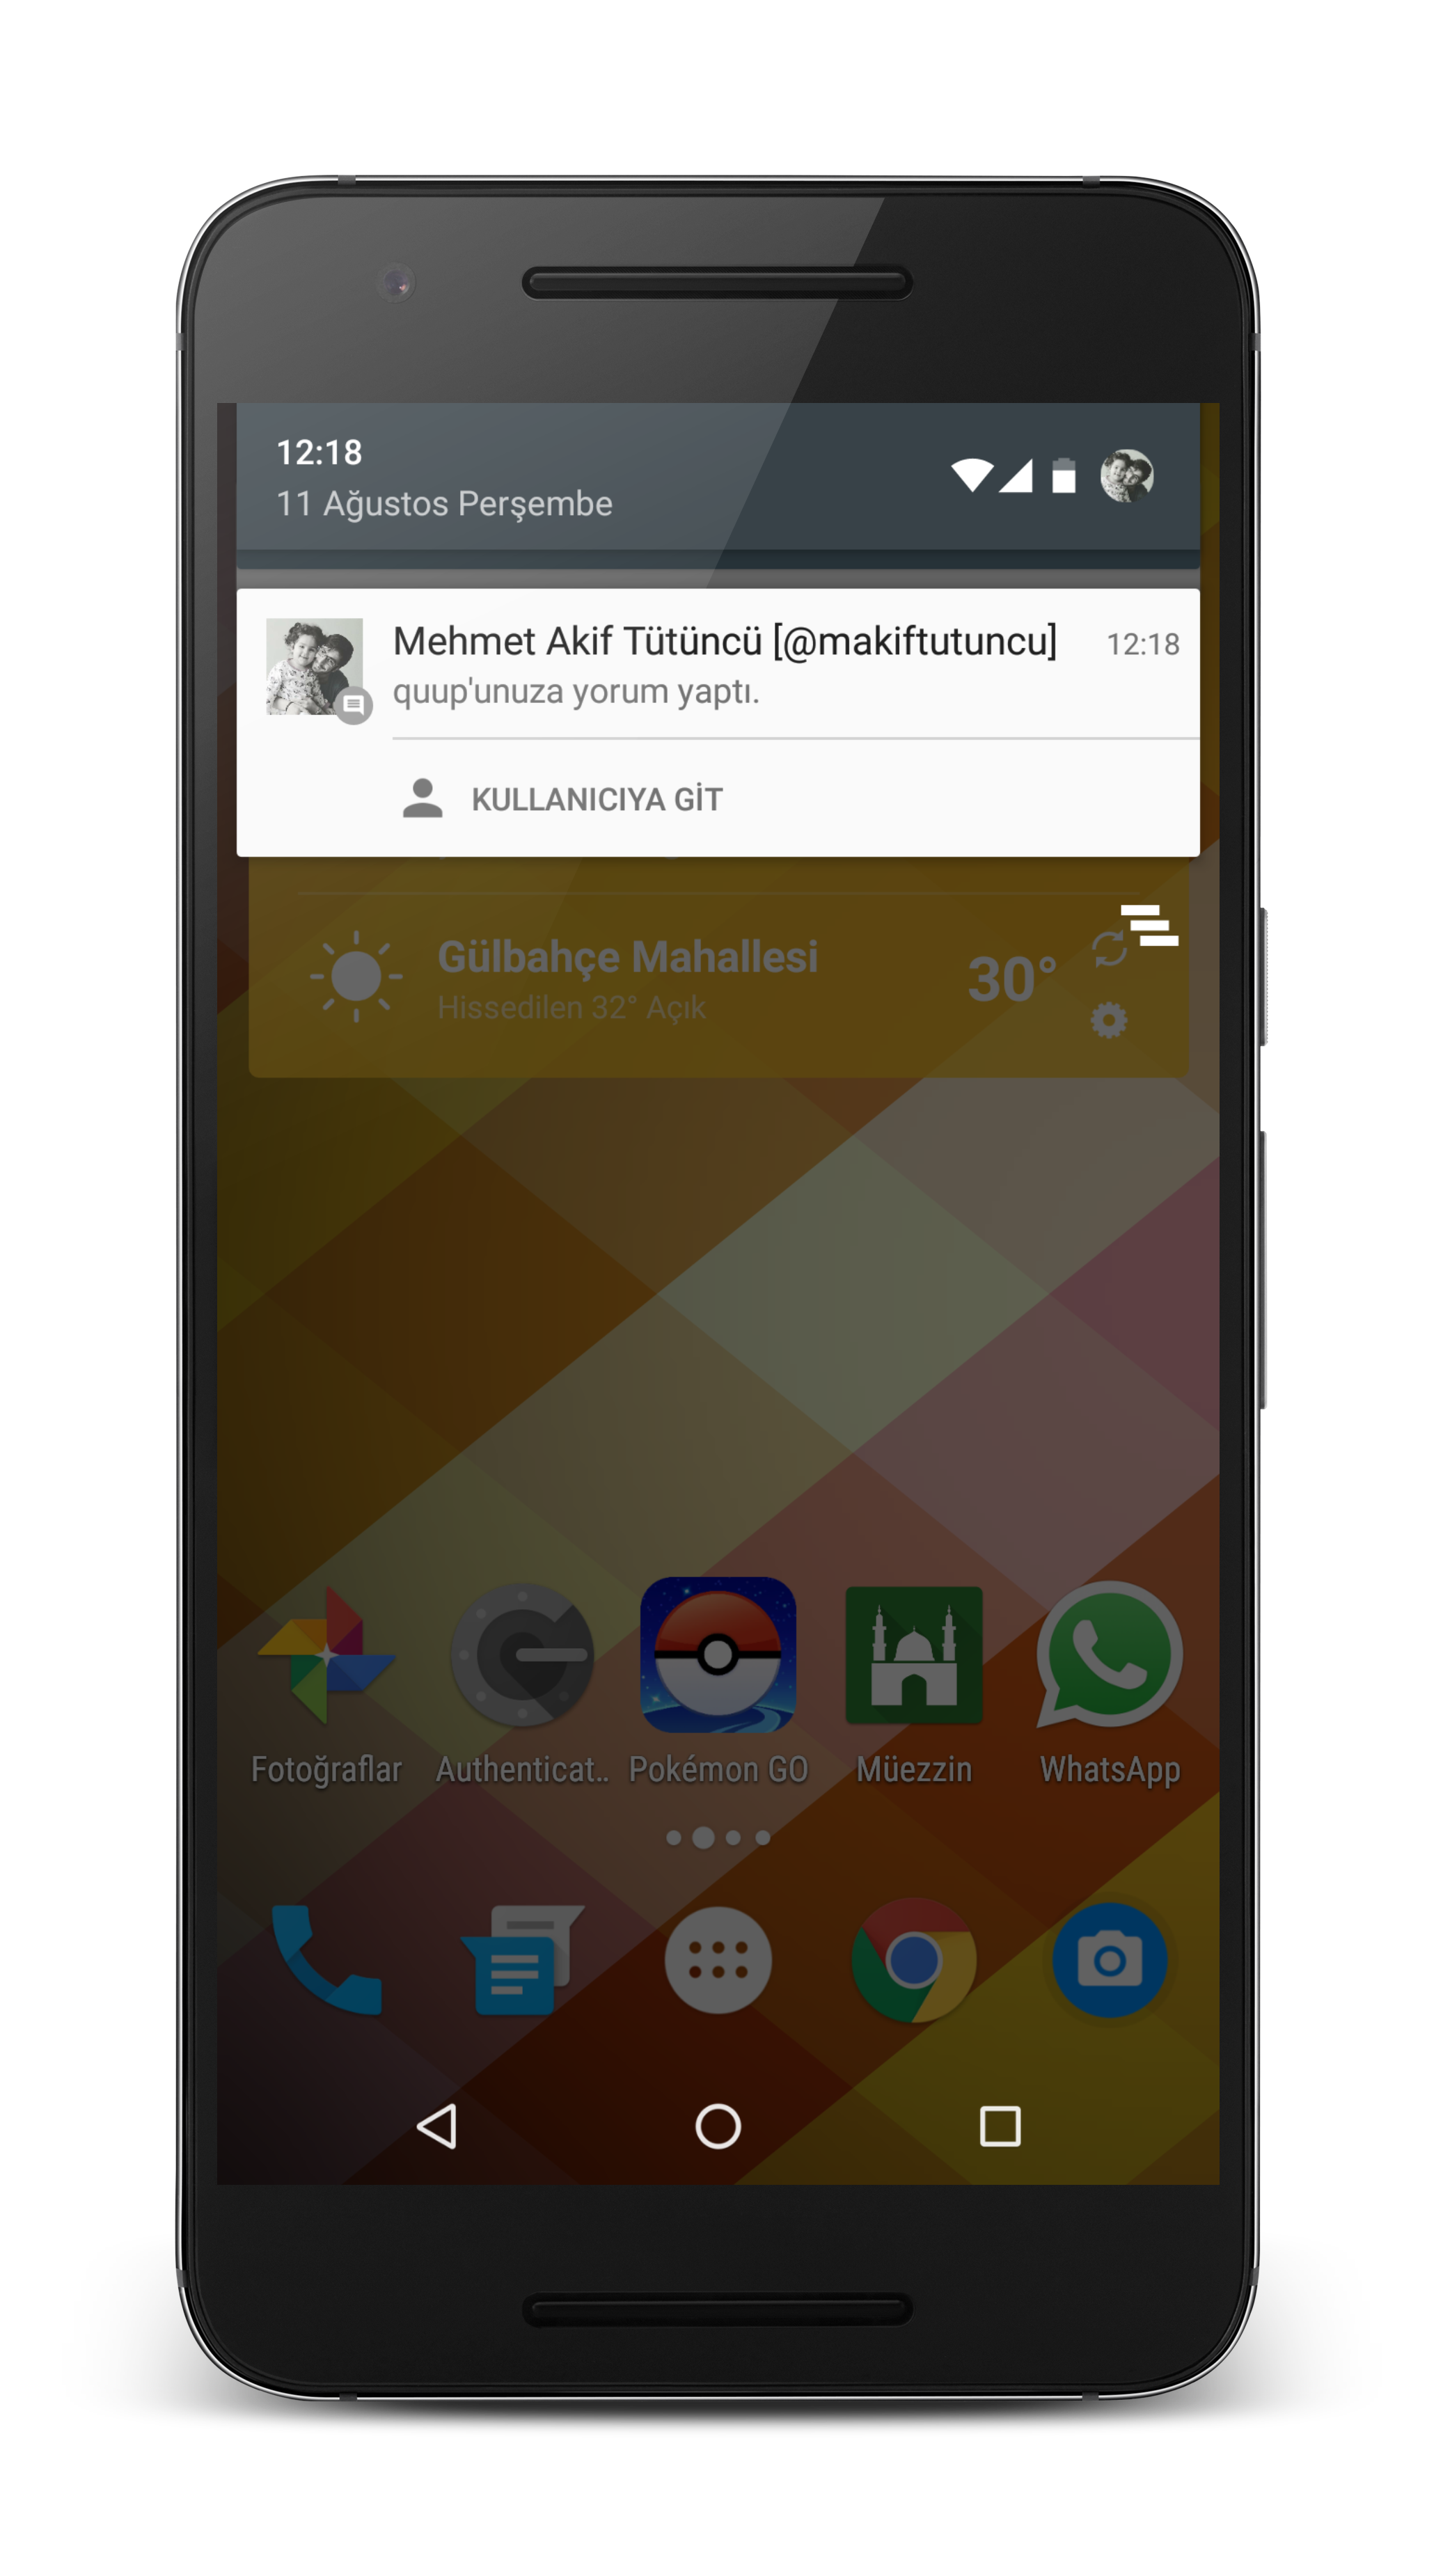 12:18
11 Ağustos Perşembe
Mehmet Akif Tütüncü [@makiftutuncu] 12:18
quup'unuza yorum yaptı.
KULLANICIYA GİT
Gülbahçe Mahallesi 30°
Hissedilen 32° Açık
Fotoğraflar Authenticat.. Pokémon GO Müezzin WhatsApp